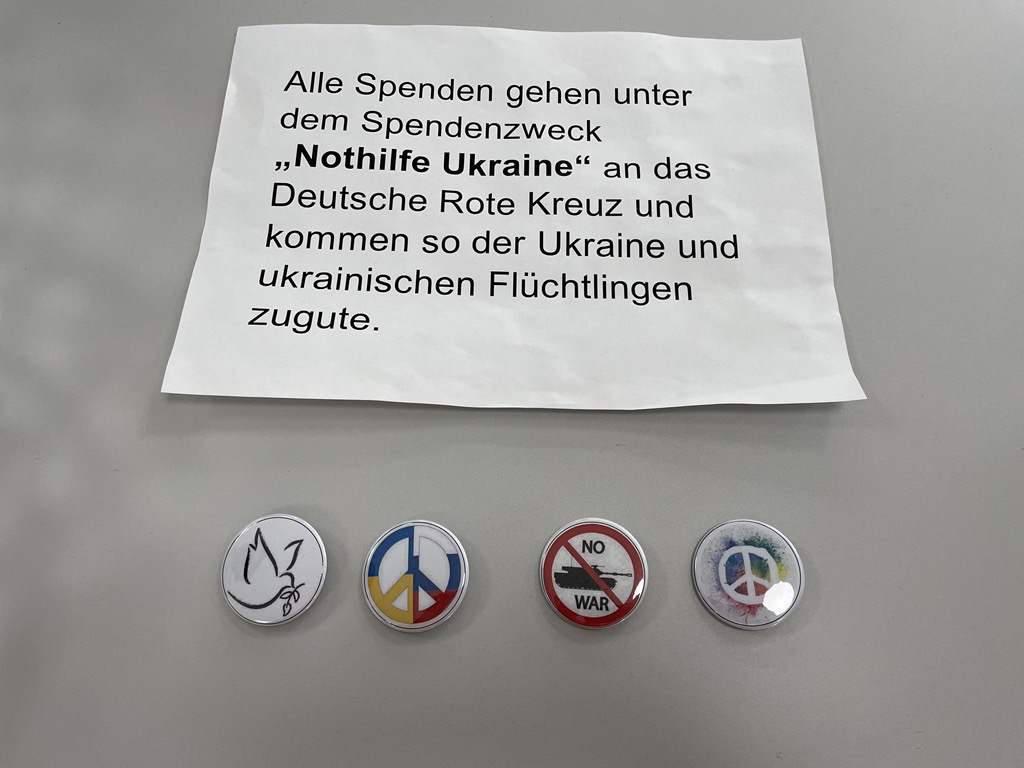 Alle Spenden gehen unter
dem Spendenzweck
„Nothilfe Ukraine“ an das
Deutsche Rote Kreuz und
kommen so der Ukraine und
ukrainischen Flüchtlingen
zugute.
NO
WAR